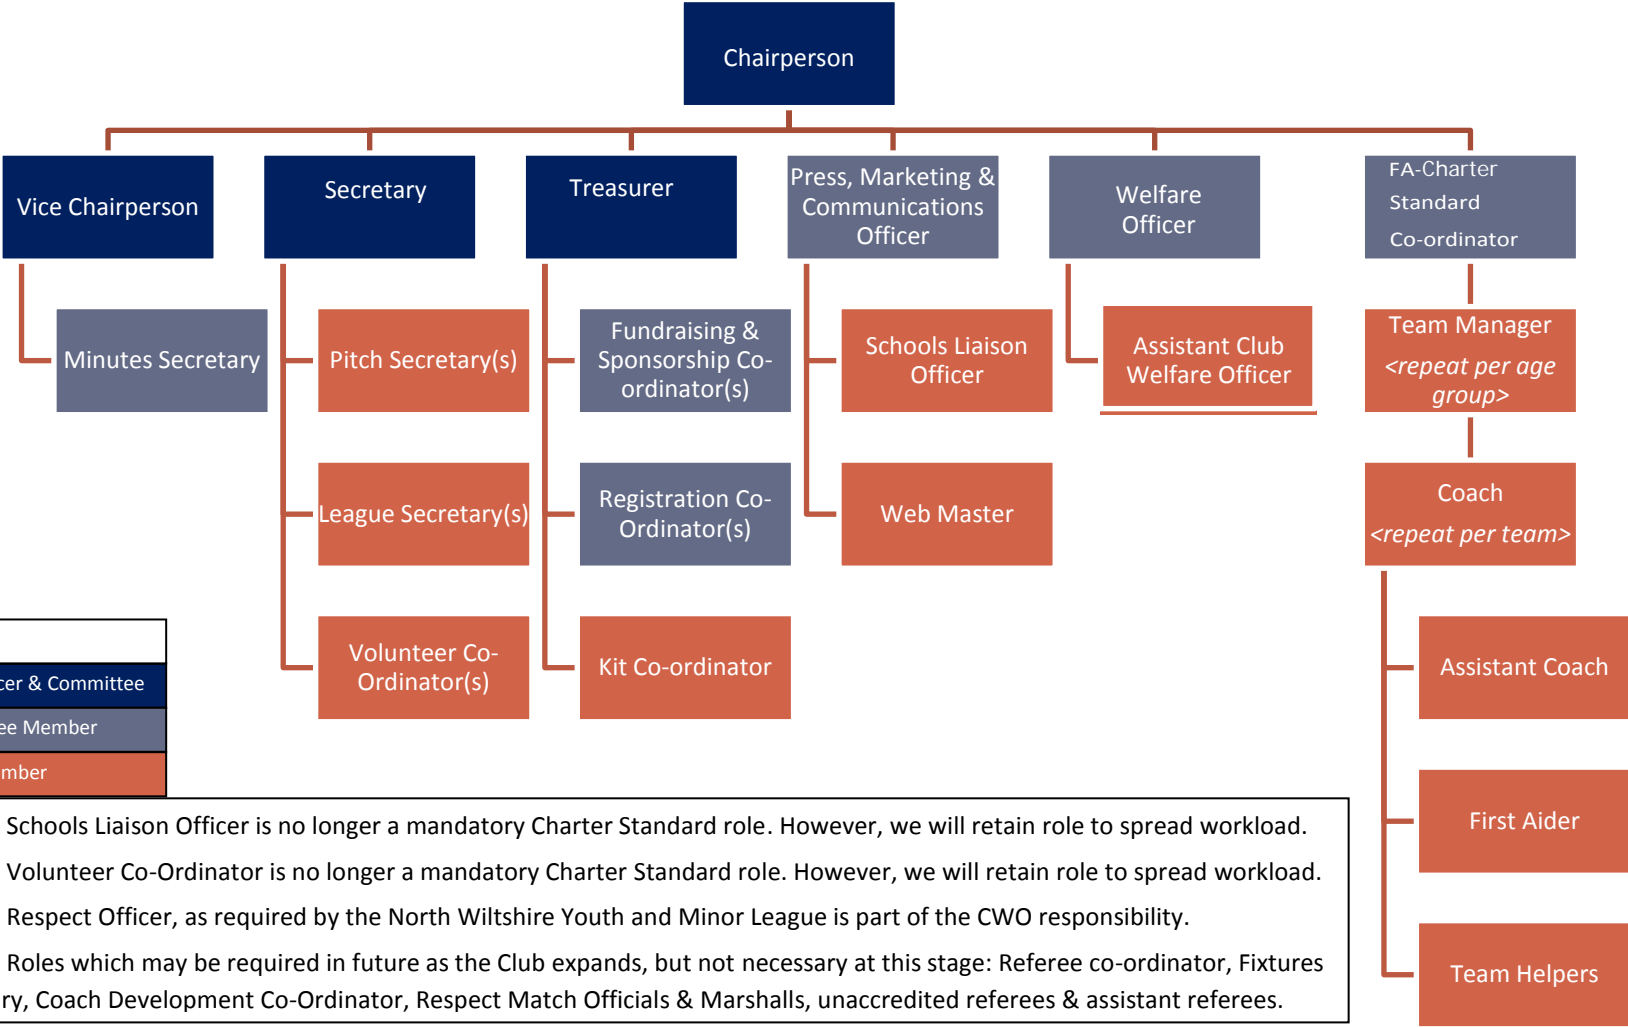 Chairperson
Vice Chairperson
Secretary
Treasurer
Press, Marketing &
Communications
Officer
Welfare
Officer
FA-Charter
Standard
Co-ordinator
Minutes Secretary
Pitch Secretary(s)
Fundraising &
Sponsorship Co-
ordinator(s)
Schools Liaison
Officer
Assistant Club
Welfare Officer
Team Manager
<repeat per age
group>
League Secretary(s)
Registration Co-
Ordinator(s)
Web Master
Coach
<repeat per team>
Volunteer Co-
Ordinator(s)
Kit Co-ordinator
Assistant Coach
First Aider
Team Helpers
cer & Committee
ee Member
mber
Schools Liaison Officer is no longer a mandatory Charter Standard role. However, we will retain role to spread workload.
Volunteer Co-Ordinator is no longer a mandatory Charter Standard role. However, we will retain role to spread workload.
Respect Officer, as required by the North Wiltshire Youth and Minor League is part of the CWO responsibility.
Roles which may be required in future as the Club expands, but not necessary at this stage: Referee co-ordinator, Fixtures
ry, Coach Development Co-Ordinator, Respect Match Officials & Marshalls, unaccredited referees & assistant referees.